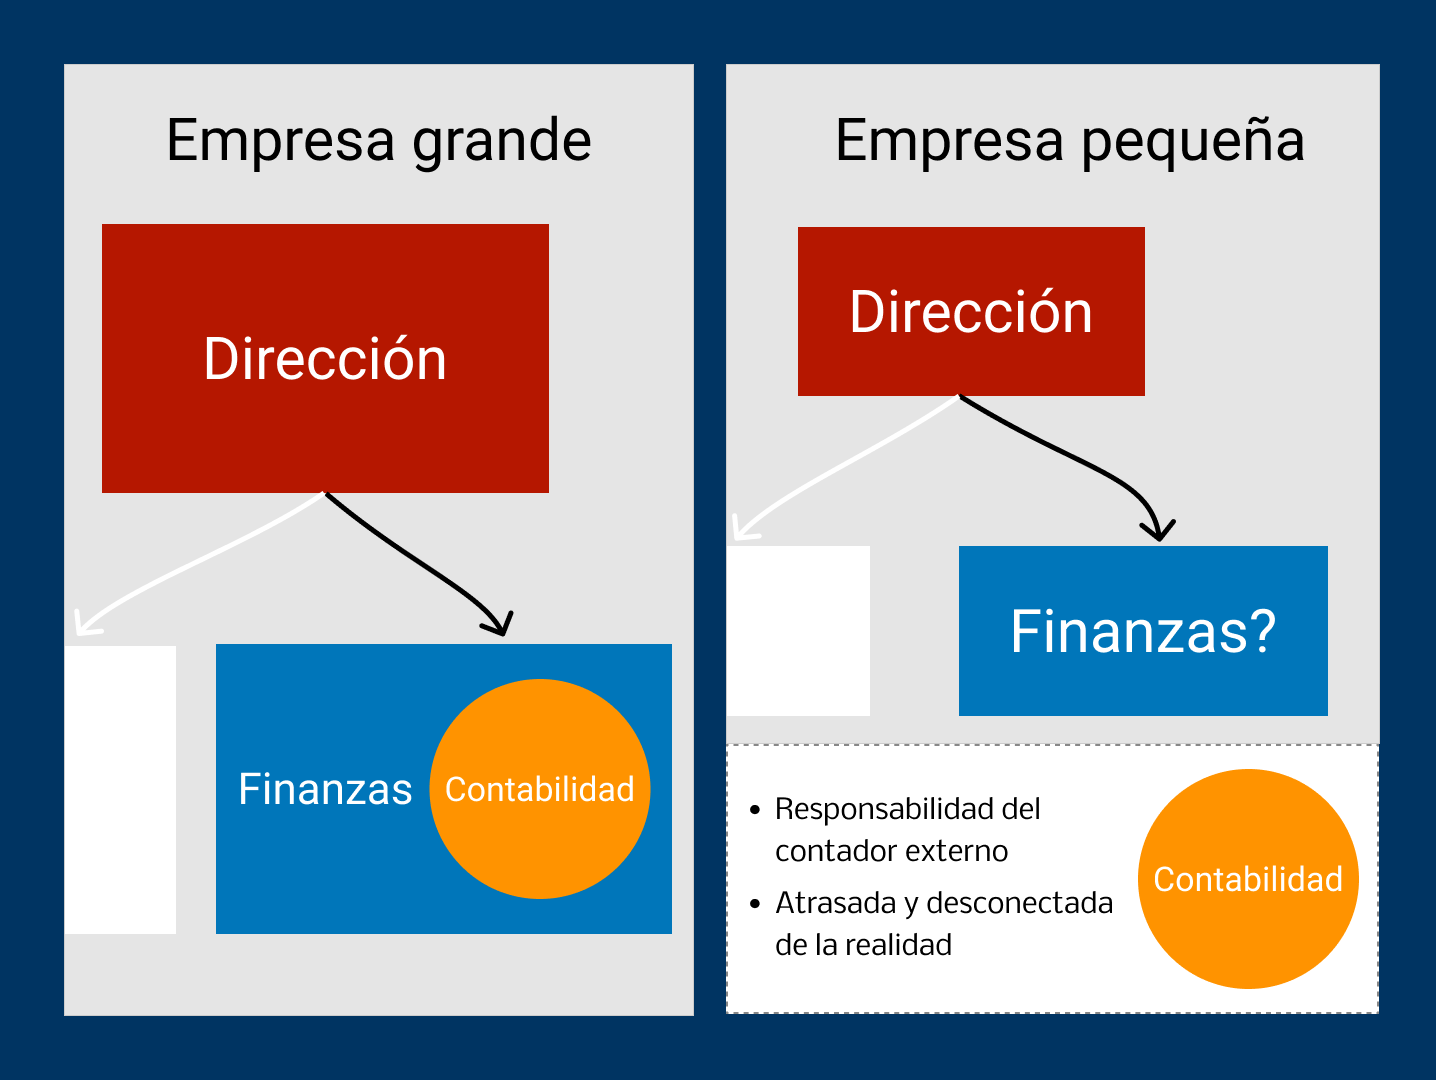 Empresa grande
Dirección
Finanzas
Contabilidad
Empresa pequeña
Dirección
Finanzas?
• Responsabilidad del
contador externo
• Atrasada y desconectada
de la realidad
Contabilidad